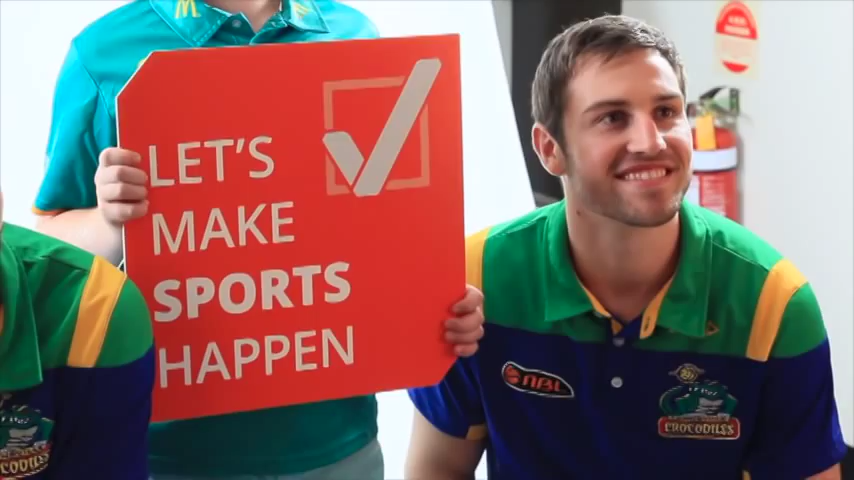 LET'S
MAKE
SPORTS
HAPPEN
NBL
CROCODILES